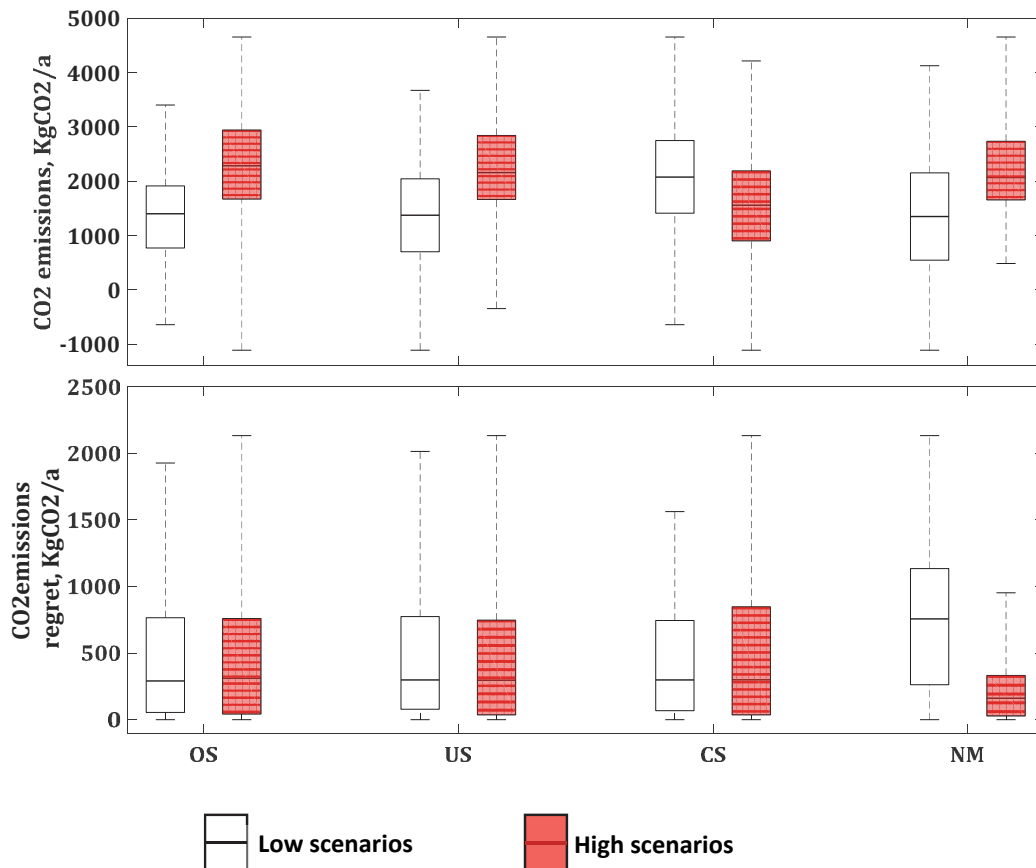 5000
4000
3000
2000
1000
0
-1000
CO2 emissions, KgCO2/a
2500
2000
1500
1000
500
0
CO2emissions
regret, KgCO2/a
OS US CS NM
Low scenarios High scenarios